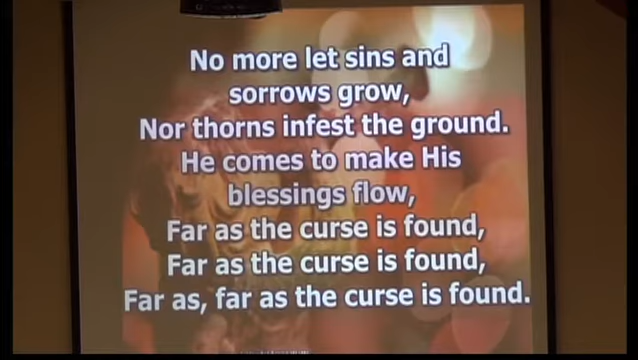 No more let sins and
sorrows grow,
Nor thorns infest the ground.
He comes to make His
blessings flow,
Far as the curse is found,
Far as the curse is found,
Far as, far as the curse is found.